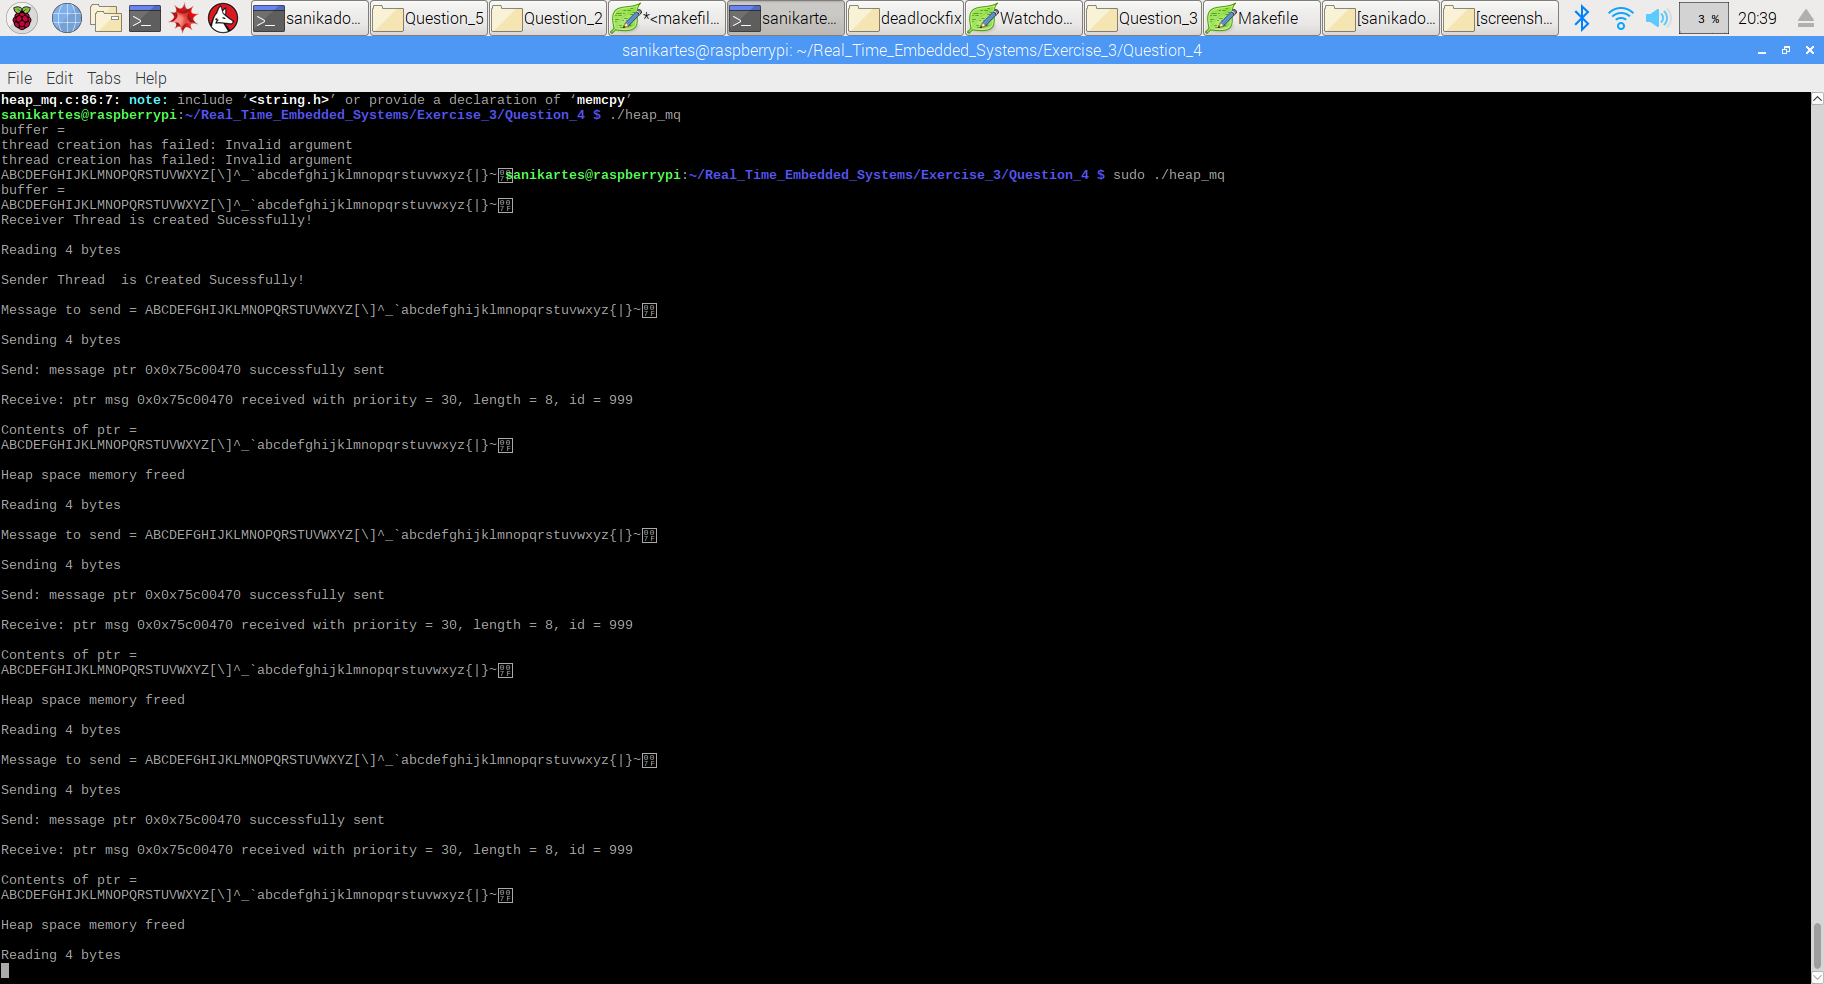 sanikado... Question_5 Question_2 *<makefil... sanikarte... deadlockfix Watchdo... Question_3 Makefile [sanikado... [screensh... 3 % 20:39
sanikartes@raspberrypi: ~/Real_Time_Embedded_Systems/Exercise_3/Question_4
File Edit Tabs Help
heap_mq.c:86:7: note: include ‘<string.h>’ or provide a declaration of ‘memcpy’
sanikartes@raspberrypi:~/Real_Time_Embedded_Systems/Exercise_3/Question_4 $ ./heap_mq
buffer =
thread creation has failed: Invalid argument
thread creation has failed: Invalid argument
ABCDEFGHIJKLMNOPQRSTUVWXYZ[\]^_`abcdefghijklmnopqrstuvwxyz{|}~sanikartes@raspberrypi:~/Real_Time_Embedded_Systems/Exercise_3/Question_4 $ sudo ./heap_mq
buffer =
ABCDEFGHIJKLMNOPQRSTUVWXYZ[\]^_`abcdefghijklmnopqrstuvwxyz{|}~
Receiver Thread is created Sucessfully!
Reading 4 bytes
Sender Thread  is Created Sucessfully!
Message to send = ABCDEFGHIJKLMNOPQRSTUVWXYZ[\]^_`abcdefghijklmnopqrstuvwxyz{|}~
Sending 4 bytes
Send: message ptr 0x0x75c00470 successfully sent
Receive: ptr msg 0x0x75c00470 received with priority = 30, length = 8, id = 999
Contents of ptr =
ABCDEFGHIJKLMNOPQRSTUVWXYZ[\]^_`abcdefghijklmnopqrstuvwxyz{|}~
Heap space memory freed
Reading 4 bytes
Message to send = ABCDEFGHIJKLMNOPQRSTUVWXYZ[\]^_`abcdefghijklmnopqrstuvwxyz{|}~
Sending 4 bytes
Send: message ptr 0x0x75c00470 successfully sent
Receive: ptr msg 0x0x75c00470 received with priority = 30, length = 8, id = 999
Contents of ptr =
ABCDEFGHIJKLMNOPQRSTUVWXYZ[\]^_`abcdefghijklmnopqrstuvwxyz{|}~
Heap space memory freed
Reading 4 bytes
Message to send = ABCDEFGHIJKLMNOPQRSTUVWXYZ[\]^_`abcdefghijklmnopqrstuvwxyz{|}~
Sending 4 bytes
Send: message ptr 0x0x75c00470 successfully sent
Receive: ptr msg 0x0x75c00470 received with priority = 30, length = 8, id = 999
Contents of ptr =
ABCDEFGHIJKLMNOPQRSTUVWXYZ[\]^_`abcdefghijklmnopqrstuvwxyz{|}~
Heap space memory freed
Reading 4 bytes